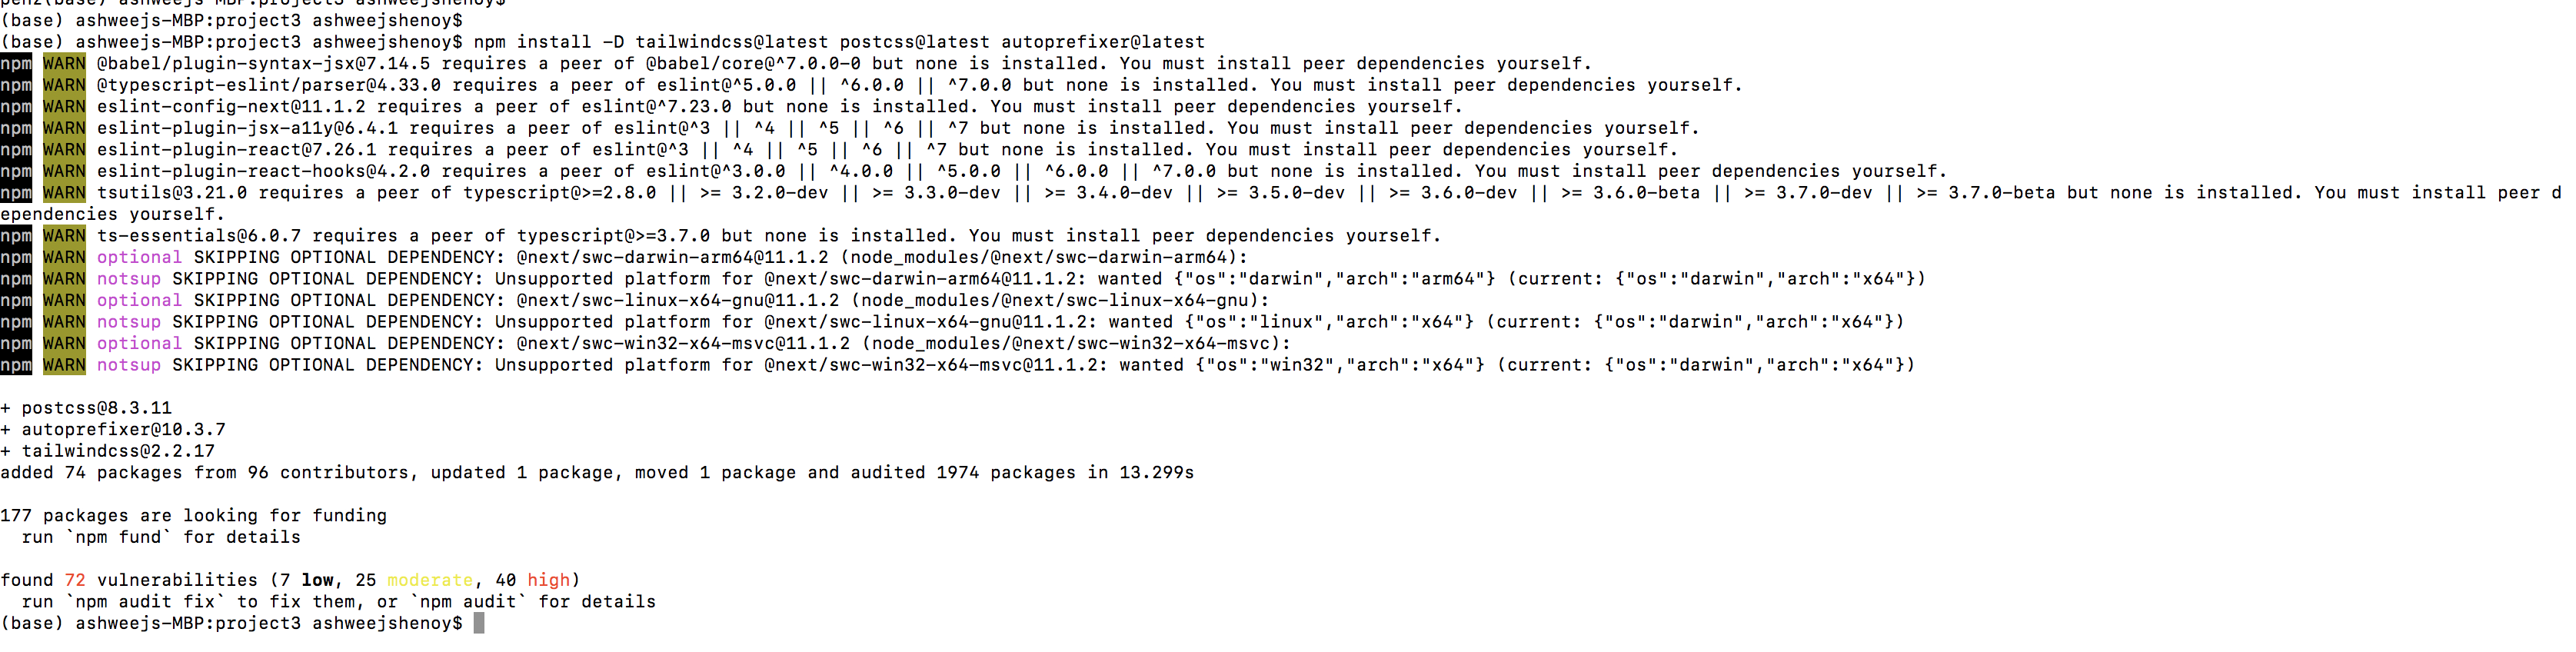 (base) ashweejs-MBP:project3 ashweejshenoy$
(base) ashweejs-MBP:project3 ashweejshenoy$
(base) ashweejs-MBP:project3 ashweejshenoy$ npm install -D tailwindcss@latest postcss@latest autoprefixer@latest
npm WARN @babel/plugin-syntax-jsx@7.14.5 requires a peer of @babel/core@^7.0.0-0 but none is installed. You must install peer dependencies yourself.
npm WARN @typescript-eslint/parser@4.33.0 requires a peer of eslint@^5.0.0 || ^6.0.0 || ^7.0.0 but none is installed. You must install peer dependencies yourself.
npm WARN eslint-config-next@11.1.2 requires a peer of eslint@^7.23.0 but none is installed. You must install peer dependencies yourself.
npm WARN eslint-plugin-jsx-a11y@6.4.1 requires a peer of eslint@^3 || ^4 || ^5 || ^6 || ^7 but none is installed. You must install peer dependencies yourself.
npm WARN eslint-plugin-react@7.26.1 requires a peer of eslint@^3 || ^4 || ^5 || ^6 || ^7 but none is installed. You must install peer dependencies yourself.
npm WARN eslint-plugin-react-hooks@4.2.0 requires a peer of eslint@^3.0.0 || ^4.0.0 || ^5.0.0 || ^6.0.0 || ^7.0.0 but none is installed. You must install peer dependencies yourself.
npm WARN tsutils@3.21.0 requires a peer of typescript@>=2.8.0 || >= 3.2.0-dev || >= 3.3.0-dev || >= 3.4.0-dev || >= 3.5.0-dev || >= 3.6.0-dev || >= 3.6.0-beta || >= 3.7.0-dev || >= 3.7.0-beta but none is installed. You must install peer d
ependencies yourself.
npm WARN ts-essentials@6.0.7 requires a peer of typescript@>=3.7.0 but none is installed. You must install peer dependencies yourself.
npm WARN optional SKIPPING OPTIONAL DEPENDENCY: @next/swc-darwin-arm64@11.1.2 (node_modules/@next/swc-darwin-arm64):
npm WARN notsup SKIPPING OPTIONAL DEPENDENCY: Unsupported platform for @next/swc-darwin-arm64@11.1.2: wanted {"os":"darwin","arch":"arm64"} (current: {"os":"darwin","arch":"x64"})
npm WARN optional SKIPPING OPTIONAL DEPENDENCY: @next/swc-linux-x64-gnu@11.1.2 (node_modules/@next/swc-linux-x64-gnu):
npm WARN notsup SKIPPING OPTIONAL DEPENDENCY: Unsupported platform for @next/swc-linux-x64-gnu@11.1.2: wanted {"os":"linux","arch":"x64"} (current: {"os":"darwin","arch":"x64"})
npm WARN optional SKIPPING OPTIONAL DEPENDENCY: @next/swc-win32-x64-msvc@11.1.2 (node_modules/@next/swc-win32-x64-msvc):
npm WARN notsup SKIPPING OPTIONAL DEPENDENCY: Unsupported platform for @next/swc-win32-x64-msvc@11.1.2: wanted {"os":"win32","arch":"x64"} (current: {"os":"darwin","arch":"x64"})
+ postcss@8.3.11
+ autoprefixer@10.3.7
+ tailwindcss@2.2.17
added 74 packages from 96 contributors, updated 1 package, moved 1 package and audited 1974 packages in 13.299s
177 packages are looking for funding
run `npm fund` for details
found 72 vulnerabilities (7 low, 25 moderate, 40 high)
run `npm audit fix` to fix them, or `npm audit` for details
(base) ashweejs-MBP:project3 ashweejshenoy$